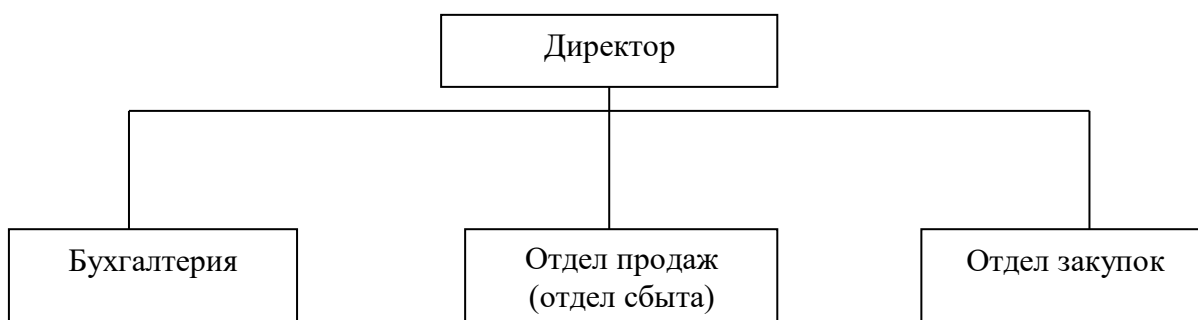 Директор
Бухгалтерия
Отдел продаж
(отдел сбыта)
Отдел закупок